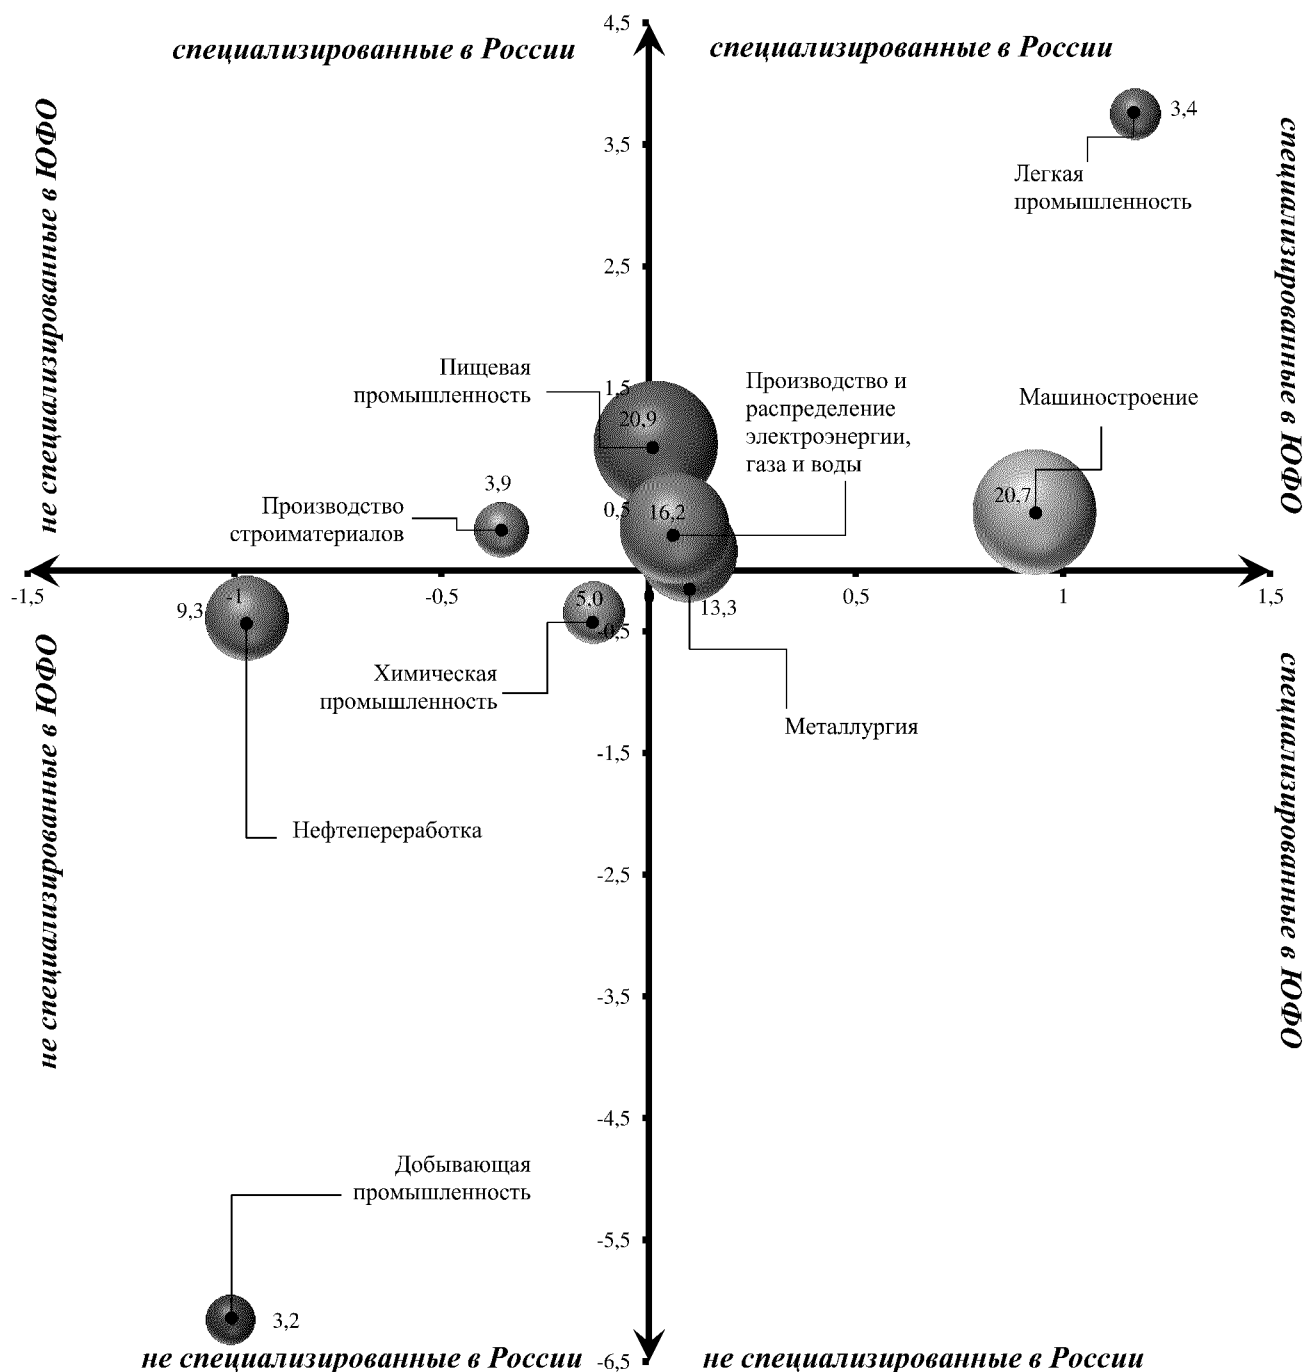 4,5
специализированные в России
специализированные в России
не специализированные в ЮФО
специализированные в ЮФО
3,4
3,5
Легкая
промышленность
2,5
Пищевая
промышленность
1,5
20,9
Производство и
распределение
электроэнергии,
газа и воды
Машиностроение
20,7
3,9
Производство
строиматериалов
0,5
16,2
-1,5
-1
-0,5
0
0,5
1
1,5
9,3
5,0
13,3
-0,5
не специализированные в ЮФО
специализированные в ЮФО
Химическая
промышленность
Металлургия
-1,5
Нефтепереработка
-2,5
-3,5
-4,5
Добывающая
промышленность
-5,5
3,2
не специализированные в России
-6,5
не специализированные в России